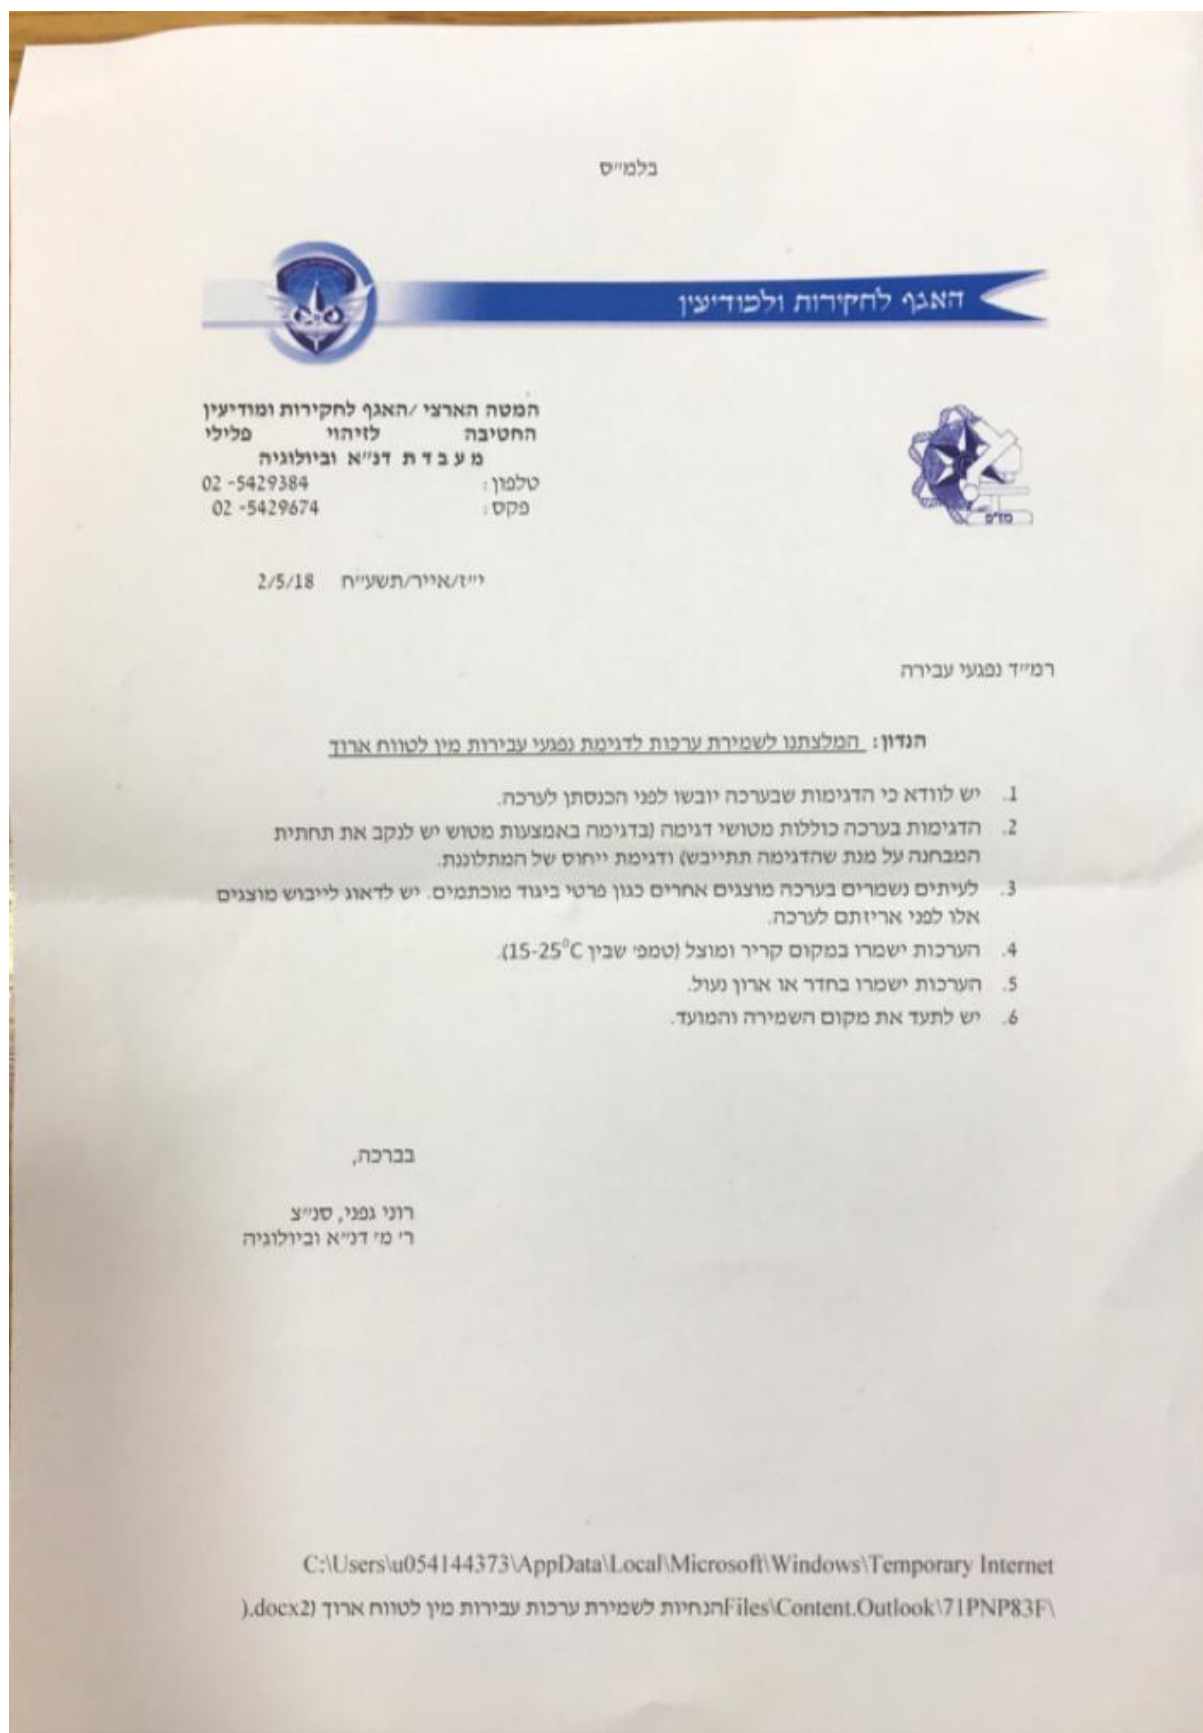 בלמ״ס
האגף לחקירות ולמודיעין
המטה הארצי /האגף לחקירות ומודיעין
החטיבה לזיהוי פלילי
מ ע ב ד ת דנ״א וביולוגיה
טלפון: 02 -5429384
פקס: 02 -5429674
מז״פ
י״ז/אייר/תשע״ח 2/5/18
רמ״ד נפגעי עבירה
הנדון: המלצתנו לשמירת ערכות לדגימת נפגעי עבירות מין לטווח ארוך
1. יש לוודא כי הדגימות שבערכה יובשו לפני הכנסתן לערכה.
2. הדגימות בערכה כוללות מטושי דגימה (בדגימה באמצעות מטוש יש לנקב את תחתית
המבחנה על מנת שהדגימה תתייבש) ודגימת ייחוס של המתלוננת.
3. לעיתים נשמרים בערכה מוצגים אחרים כגון פרטי ביגוד מוכתמים. יש לדאוג לייבוש מוצגים
אלו לפני אריזתם לערכה.
4. הערכות ישמרו במקום קריר ומוצל (טמפ׳ שבין 15-25⁰C).
5. הערכות ישמרו בחדר או ארון נעול.
6. יש לתעד את מקום השמירה והמועד.
בברכה,
רוני גפני, סנ״צ
ר׳ מ׳ דנ״א וביולוגיה
C:\Users\u054144373\AppData\Local\Microsoft\Windows\Temporary Internet
Files\Content.Outlook\71PNP83F\הנחיות לשמירת ערכות עבירות מין לטווח ארוך (2).docx